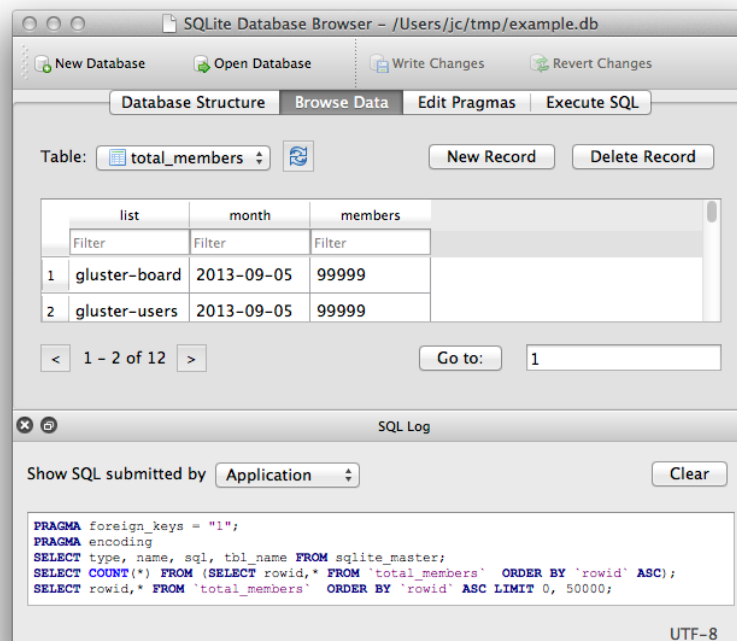 SQLite Database Browser – /Users/jc/tmp/example.db
New Database Open Database Write Changes Revert Changes
Database Structure Browse Data Edit Pragmas Execute SQL
Table: total_members New Record Delete Record
list month members
Filter Filter Filter
1 gluster-board 2013-09-05 99999
2 gluster-users 2013-09-05 99999
< 1 - 2 of 12 > Go to: 1
SQL Log
Show SQL submitted by Application Clear
PRAGMA foreign_keys = "1";
PRAGMA encoding
SELECT type, name, sql, tbl_name FROM sqlite_master;
SELECT COUNT(*) FROM (SELECT rowid,* FROM `total_members`  ORDER BY `rowid` ASC);
SELECT rowid,* FROM `total_members`  ORDER BY `rowid` ASC LIMIT 0, 50000;
UTF-8